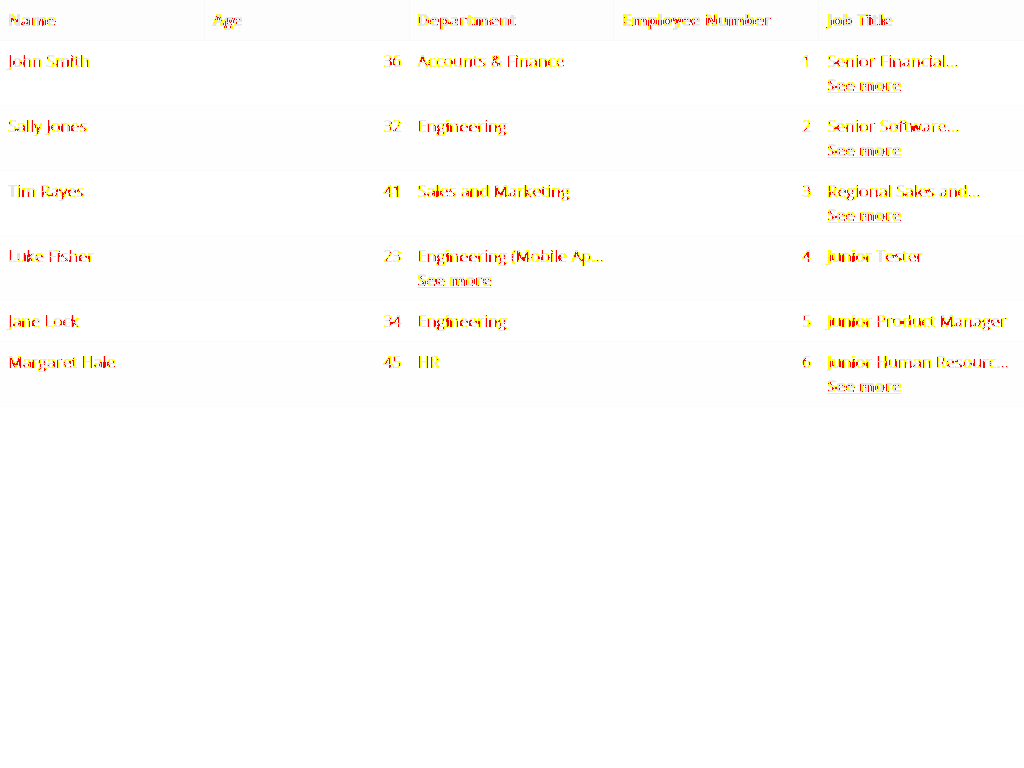 Name Age Department Employee Number Job Title
John Smith 36 Accounts & Finance 1 Senior Financial...
See more
Sally Jones 32 Engineering 2 Senior Software...
See more
Tim Rayes 41 Sales and Marketing 3 Regional Sales and...
See more
Luke Fisher 23 Engineering (Mobile Ap... 4 Junior Tester
See more
Jane Lock 34 Engineering 5 Junior Product Manager
Margaret Hale 45 HR 6 Junior Human Resourc...
See more